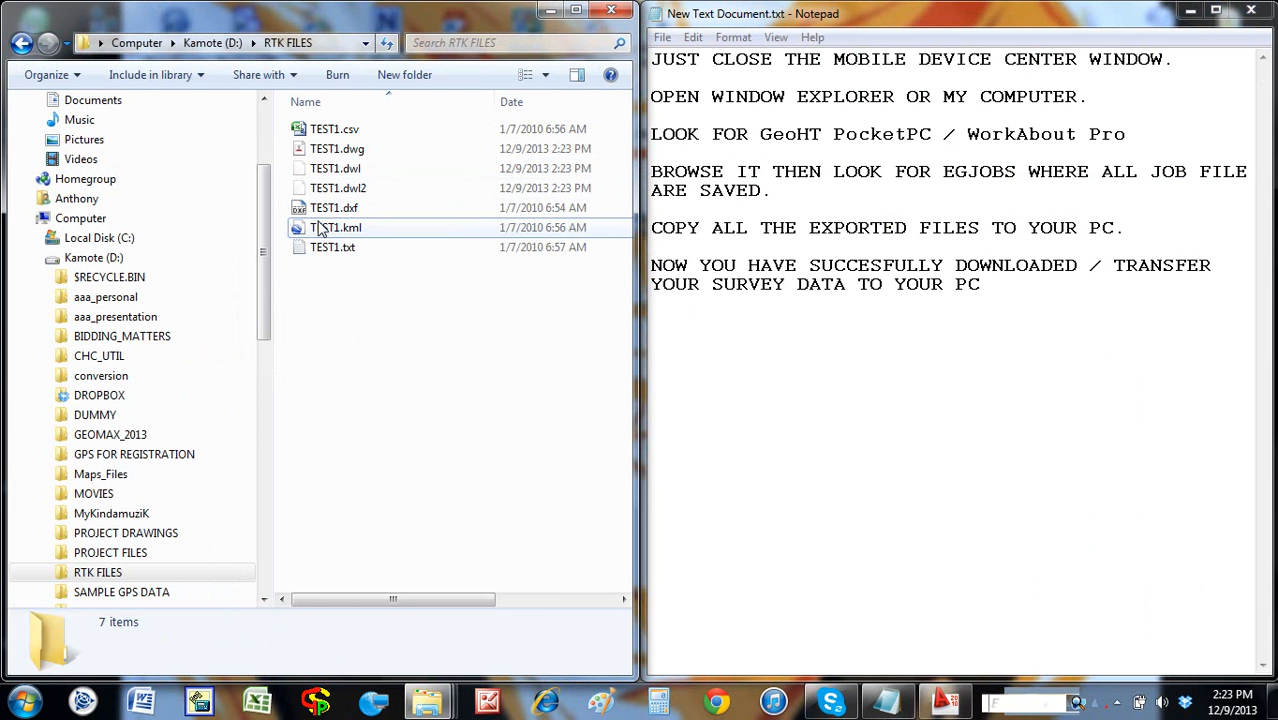 New Text Document.txt - Notepad
Computer Kamote (D:) RTK FILES
Search RTK FILES
File Edit Format View Help
Organize Include in library Share with Burn New folder
Name Date
Documents
Music
Pictures
Videos
Homegroup
Anthony
Computer
Local Disk (C:)
Kamote (D:)
$RECYCLE.BIN
aaa_personal
aaa_presentation
BIDDING_MATTERS
CHC_UTIL
conversion
DROPBOX
DUMMY
GEOMAX_2013
GPS FOR REGISTRATION
Maps_Files
MOVIES
MyKindamuziK
PROJECT DRAWINGS
PROJECT FILES
RTK FILES
SAMPLE GPS DATA
TEST1.csv 1/7/2010 6:56 AM
TEST1.dwg 12/9/2013 2:23 PM
TEST1.dwl 12/9/2013 2:23 PM
TEST1.dwl2 12/9/2013 2:23 PM
TEST1.dxf 1/7/2010 6:54 AM
TEST1.kml 1/7/2010 6:56 AM
TEST1.txt 1/7/2010 6:57 AM
7 items
JUST CLOSE THE MOBILE DEVICE CENTER WINDOW.
OPEN WINDOW EXPLORER OR MY COMPUTER.
LOOK FOR GeoHT PocketPC / WorkAbout Pro
BROWSE IT THEN LOOK FOR EGJOBS WHERE ALL JOB FILE
ARE SAVED.
COPY ALL THE EXPORTED FILES TO YOUR PC.
NOW YOU HAVE SUCCESFULLY DOWNLOADED / TRANSFER
YOUR SURVEY DATA TO YOUR PC
2:23 PM
12/9/2013